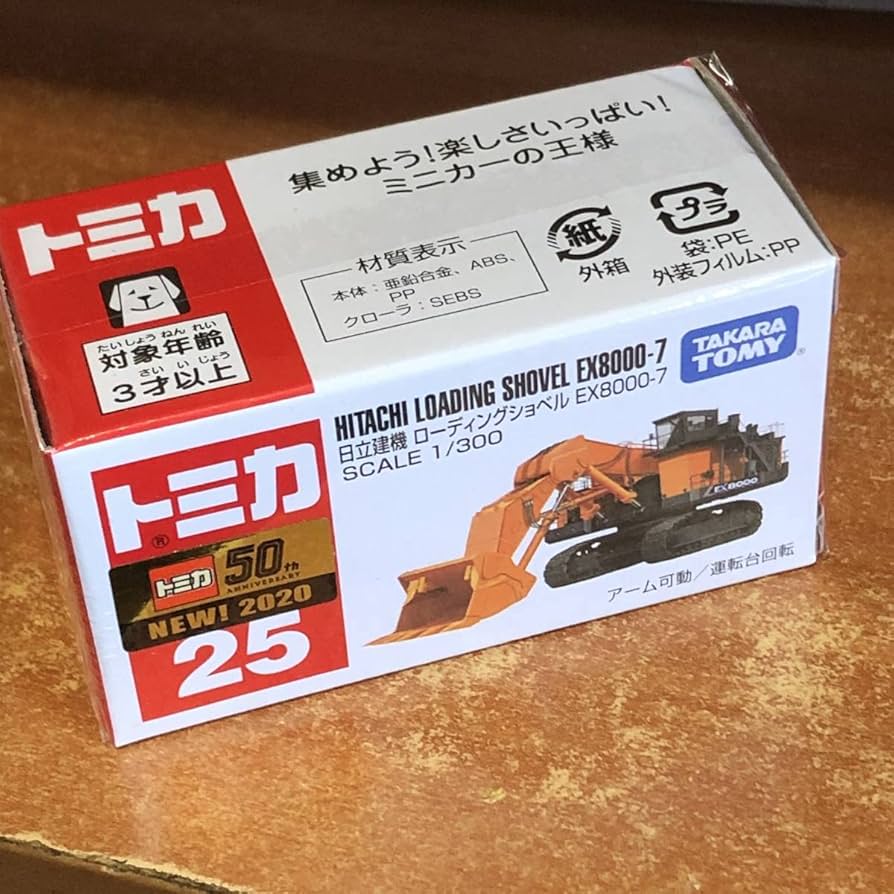 トミカ
集めよう!楽しさいっぱい!
ミニカーの王様
たいしょう ねん れい
対象年齢
さい い じょう
3才以上
材質表示
本体:亜鉛合金、ABS、
PP
クローラ:SEBS
紙
外箱
プラ
袋:PE
外装フィルム:PP
トミカ
®
トミカ
50th
ANNIVERSARY
NEW! 2020
25
HITACHI LOADING SHOVEL EX8000-7
日立建機 ローディングショベル EX8000-7
SCALE 1/300
TAKARA
TOMY
®
EX8000
アーム可動/運転台回転